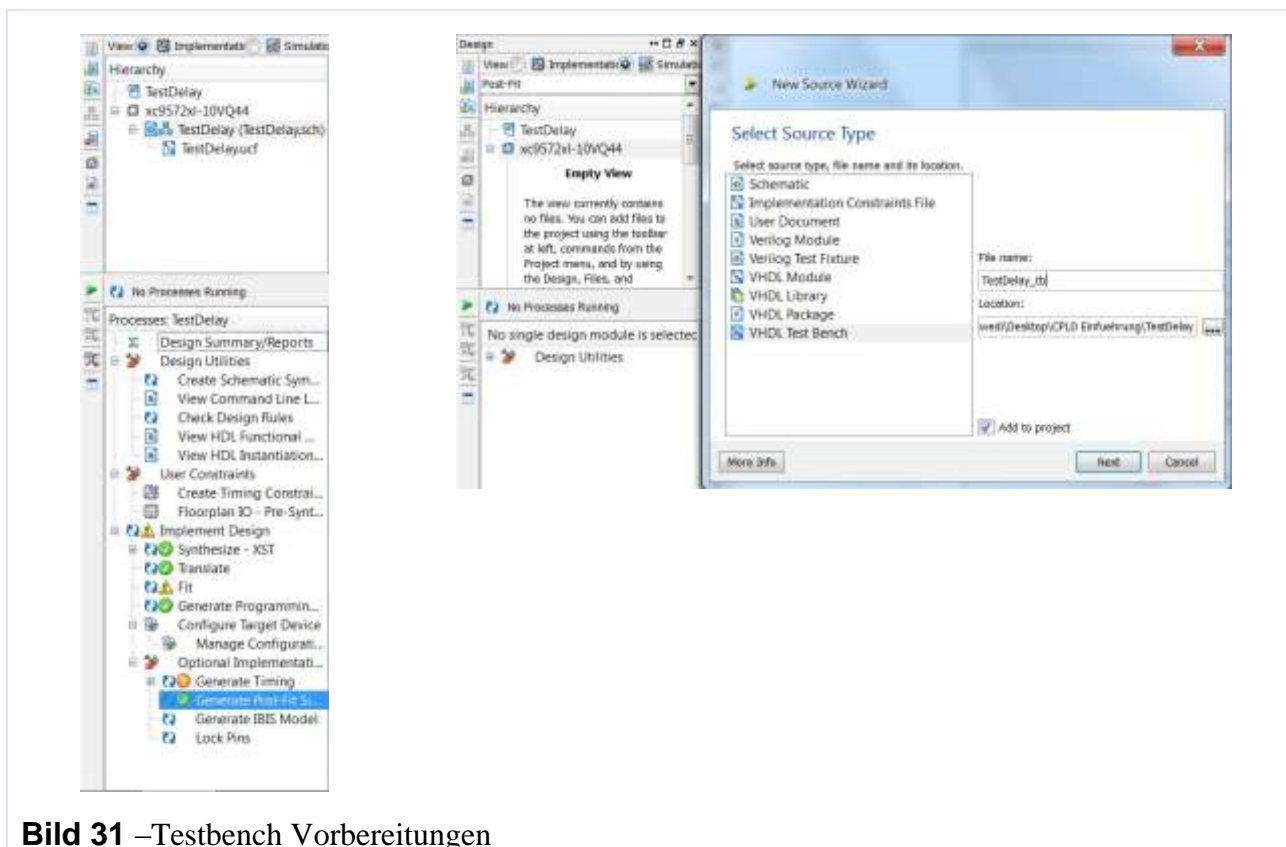 View: Implementati Simulatio
Hierarchy
TestDelay
xc9572xl-10VQ44
TestDelay (TestDelay.sch)
TestDelay.ucf
No Processes Running
Processes: TestDelay
Design Summary/Reports
Design Utilities
Create Schematic Sym...
View Command Line L...
Check Design Rules
View HDL Functional ...
View HDL Instantiation...
User Constraints
Create Timing Constrai...
Floorplan IO - Pre-Synt...
Implement Design
Synthesize - XST
Translate
Fit
Generate Programmin...
Configure Target Device
Manage Configurati...
Optional Implementati...
Generate Timing
Generate Post-Fit Si...
Generate IBIS Model
Lock Pins
Design
View: Implementati Simulati
Post-Fit
Hierarchy
TestDelay
xc9572xl-10VQ44
Empty View
The view currently contains
no files. You can add files to
the project using the toolbar
at left, commands from the
Project menu, and by using
the Design, Files, and
No Processes Running
No single design module is selected
Design Utilities
New Source Wizard
Select Source Type
Select source type, file name and its location.
Schematic
Implementation Constraints File
User Document
Verilog Module
Verilog Test Fixture
VHDL Module
VHDL Library
VHDL Package
VHDL Test Bench
File name:
TestDelay_tb
Location:
\Desktop\CPLD Einfuehrung\TestDelay ...
Add to project
More Info
Next
Cancel
Bild 31 –Testbench Vorbereitungen